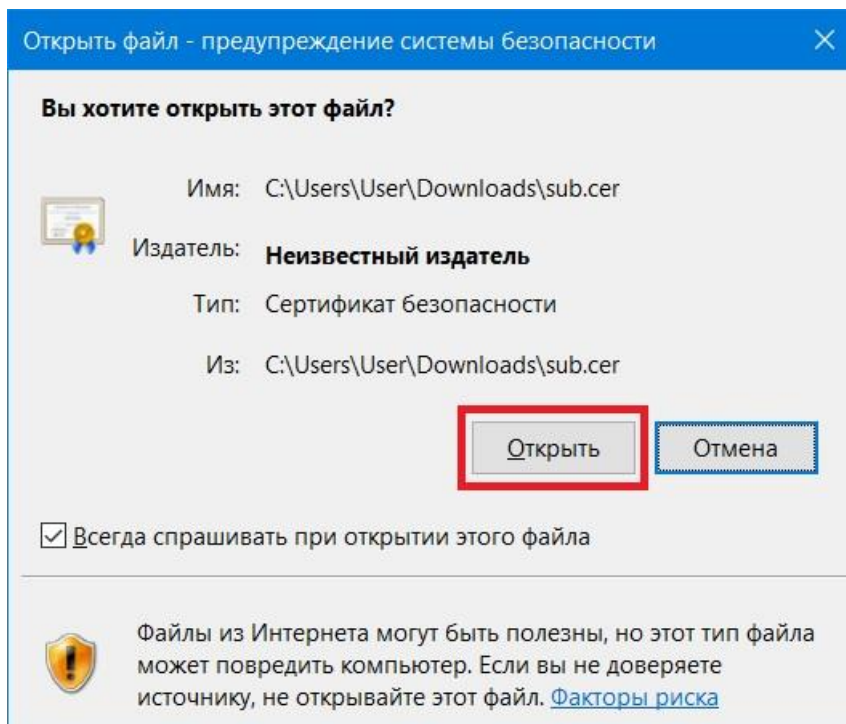 Открыть файл - предупреждение системы безопасности
Вы хотите открыть этот файл?
Имя: C:\Users\User\Downloads\sub.cer
Издатель: Неизвестный издатель
Тип: Сертификат безопасности
Из: C:\Users\User\Downloads\sub.cer
Открыть Отмена
Всегда спрашивать при открытии этого файла
Файлы из Интернета могут быть полезны, но этот тип файла
может повредить компьютер. Если вы не доверяете
источнику, не открывайте этот файл. Факторы риска